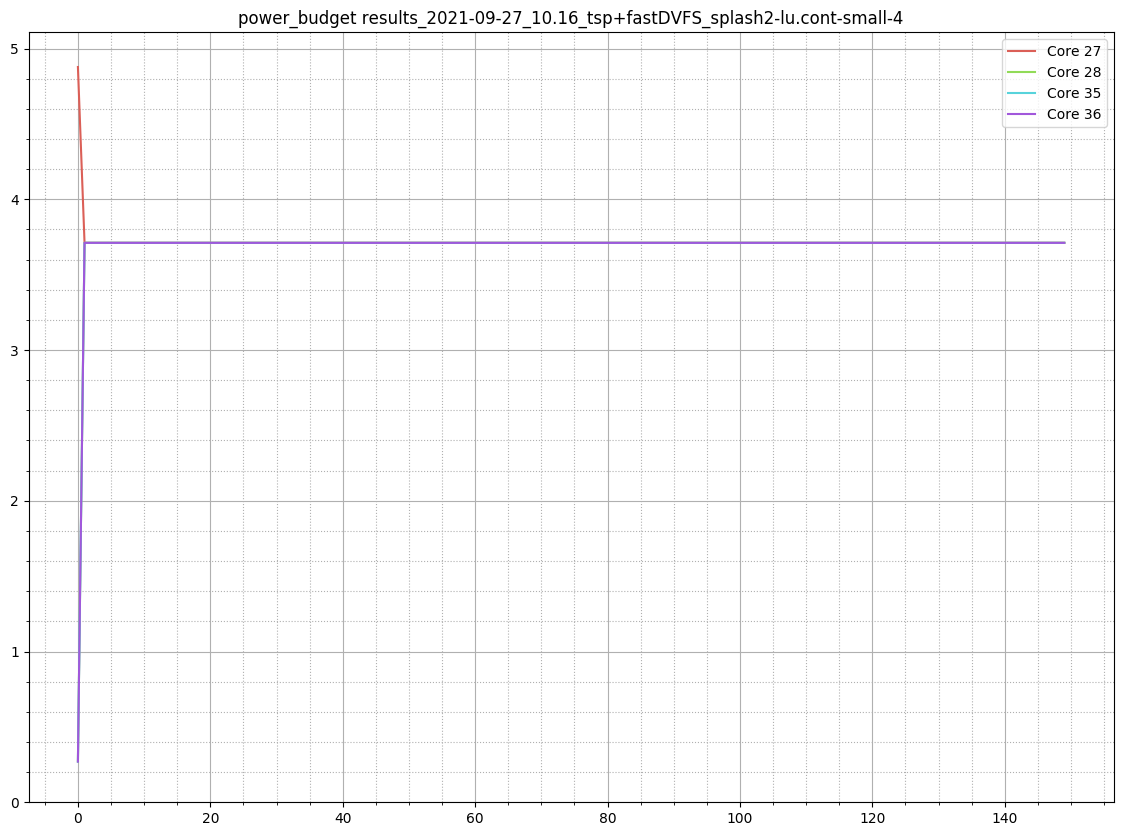 power_budget results_2021-09-27_10.16_tsp+fastDVFS_splash2-lu.cont-small-4
Core 27
Core 28
Core 35
Core 36
5
4
3
2
1
0
0 20 40 60 80 100 120 140